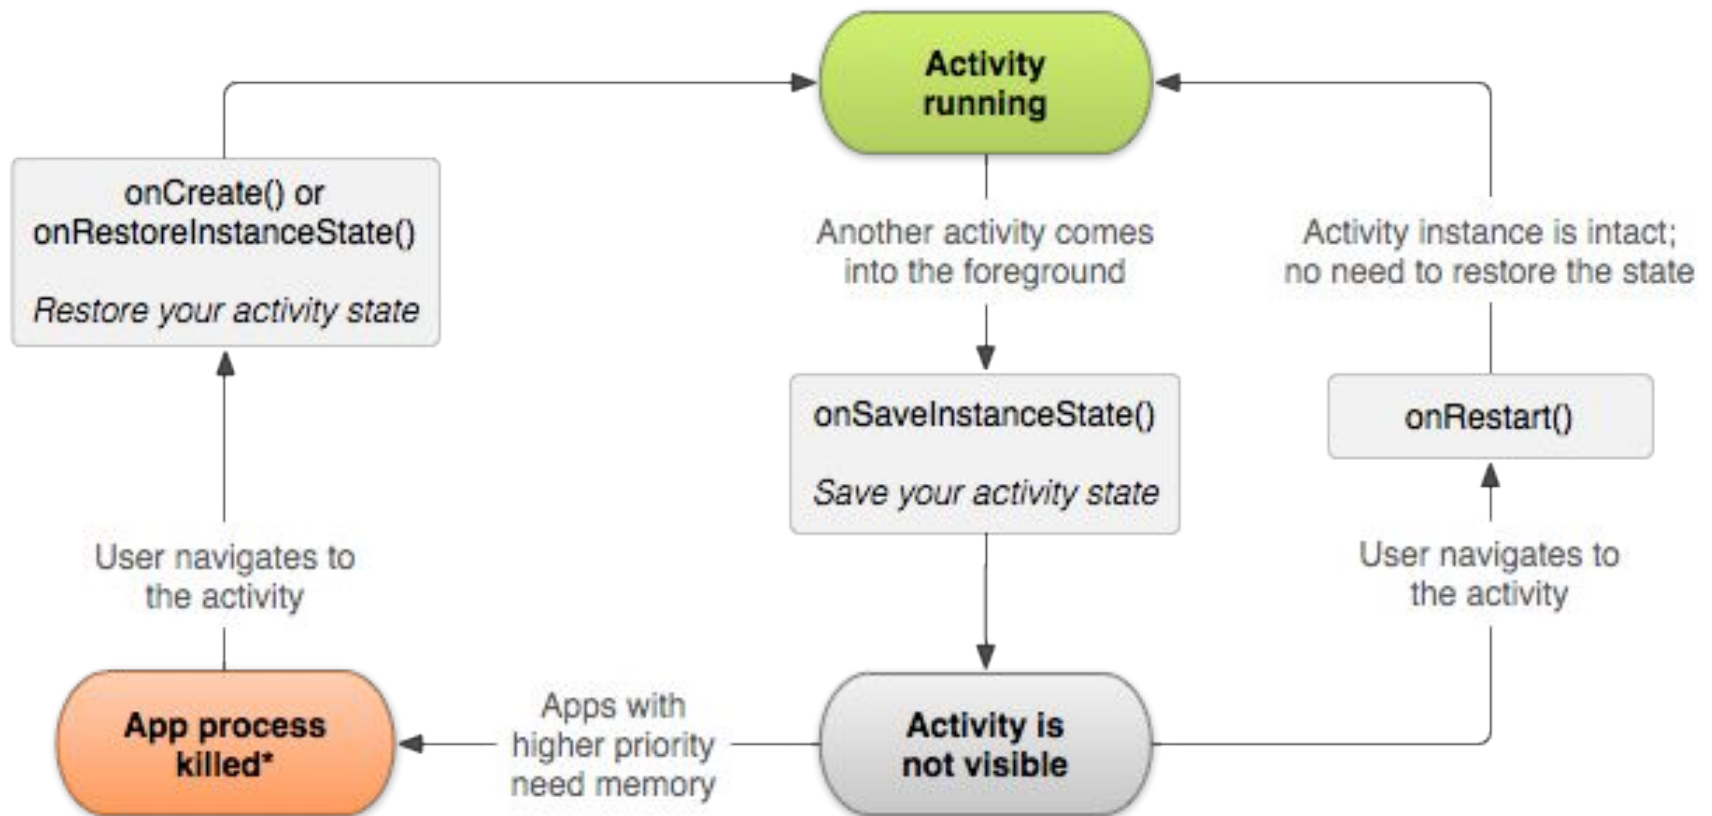 Activity
running
onCreate() or
onRestoreInstanceState()
Restore your activity state
Another activity comes
into the foreground
Activity instance is intact;
no need to restore the state
onSaveInstanceState()
Save your activity state
onRestart()
User navigates to
the activity
User navigates to
the activity
App process
killed*
Apps with
higher priority
need memory
Activity is
not visible